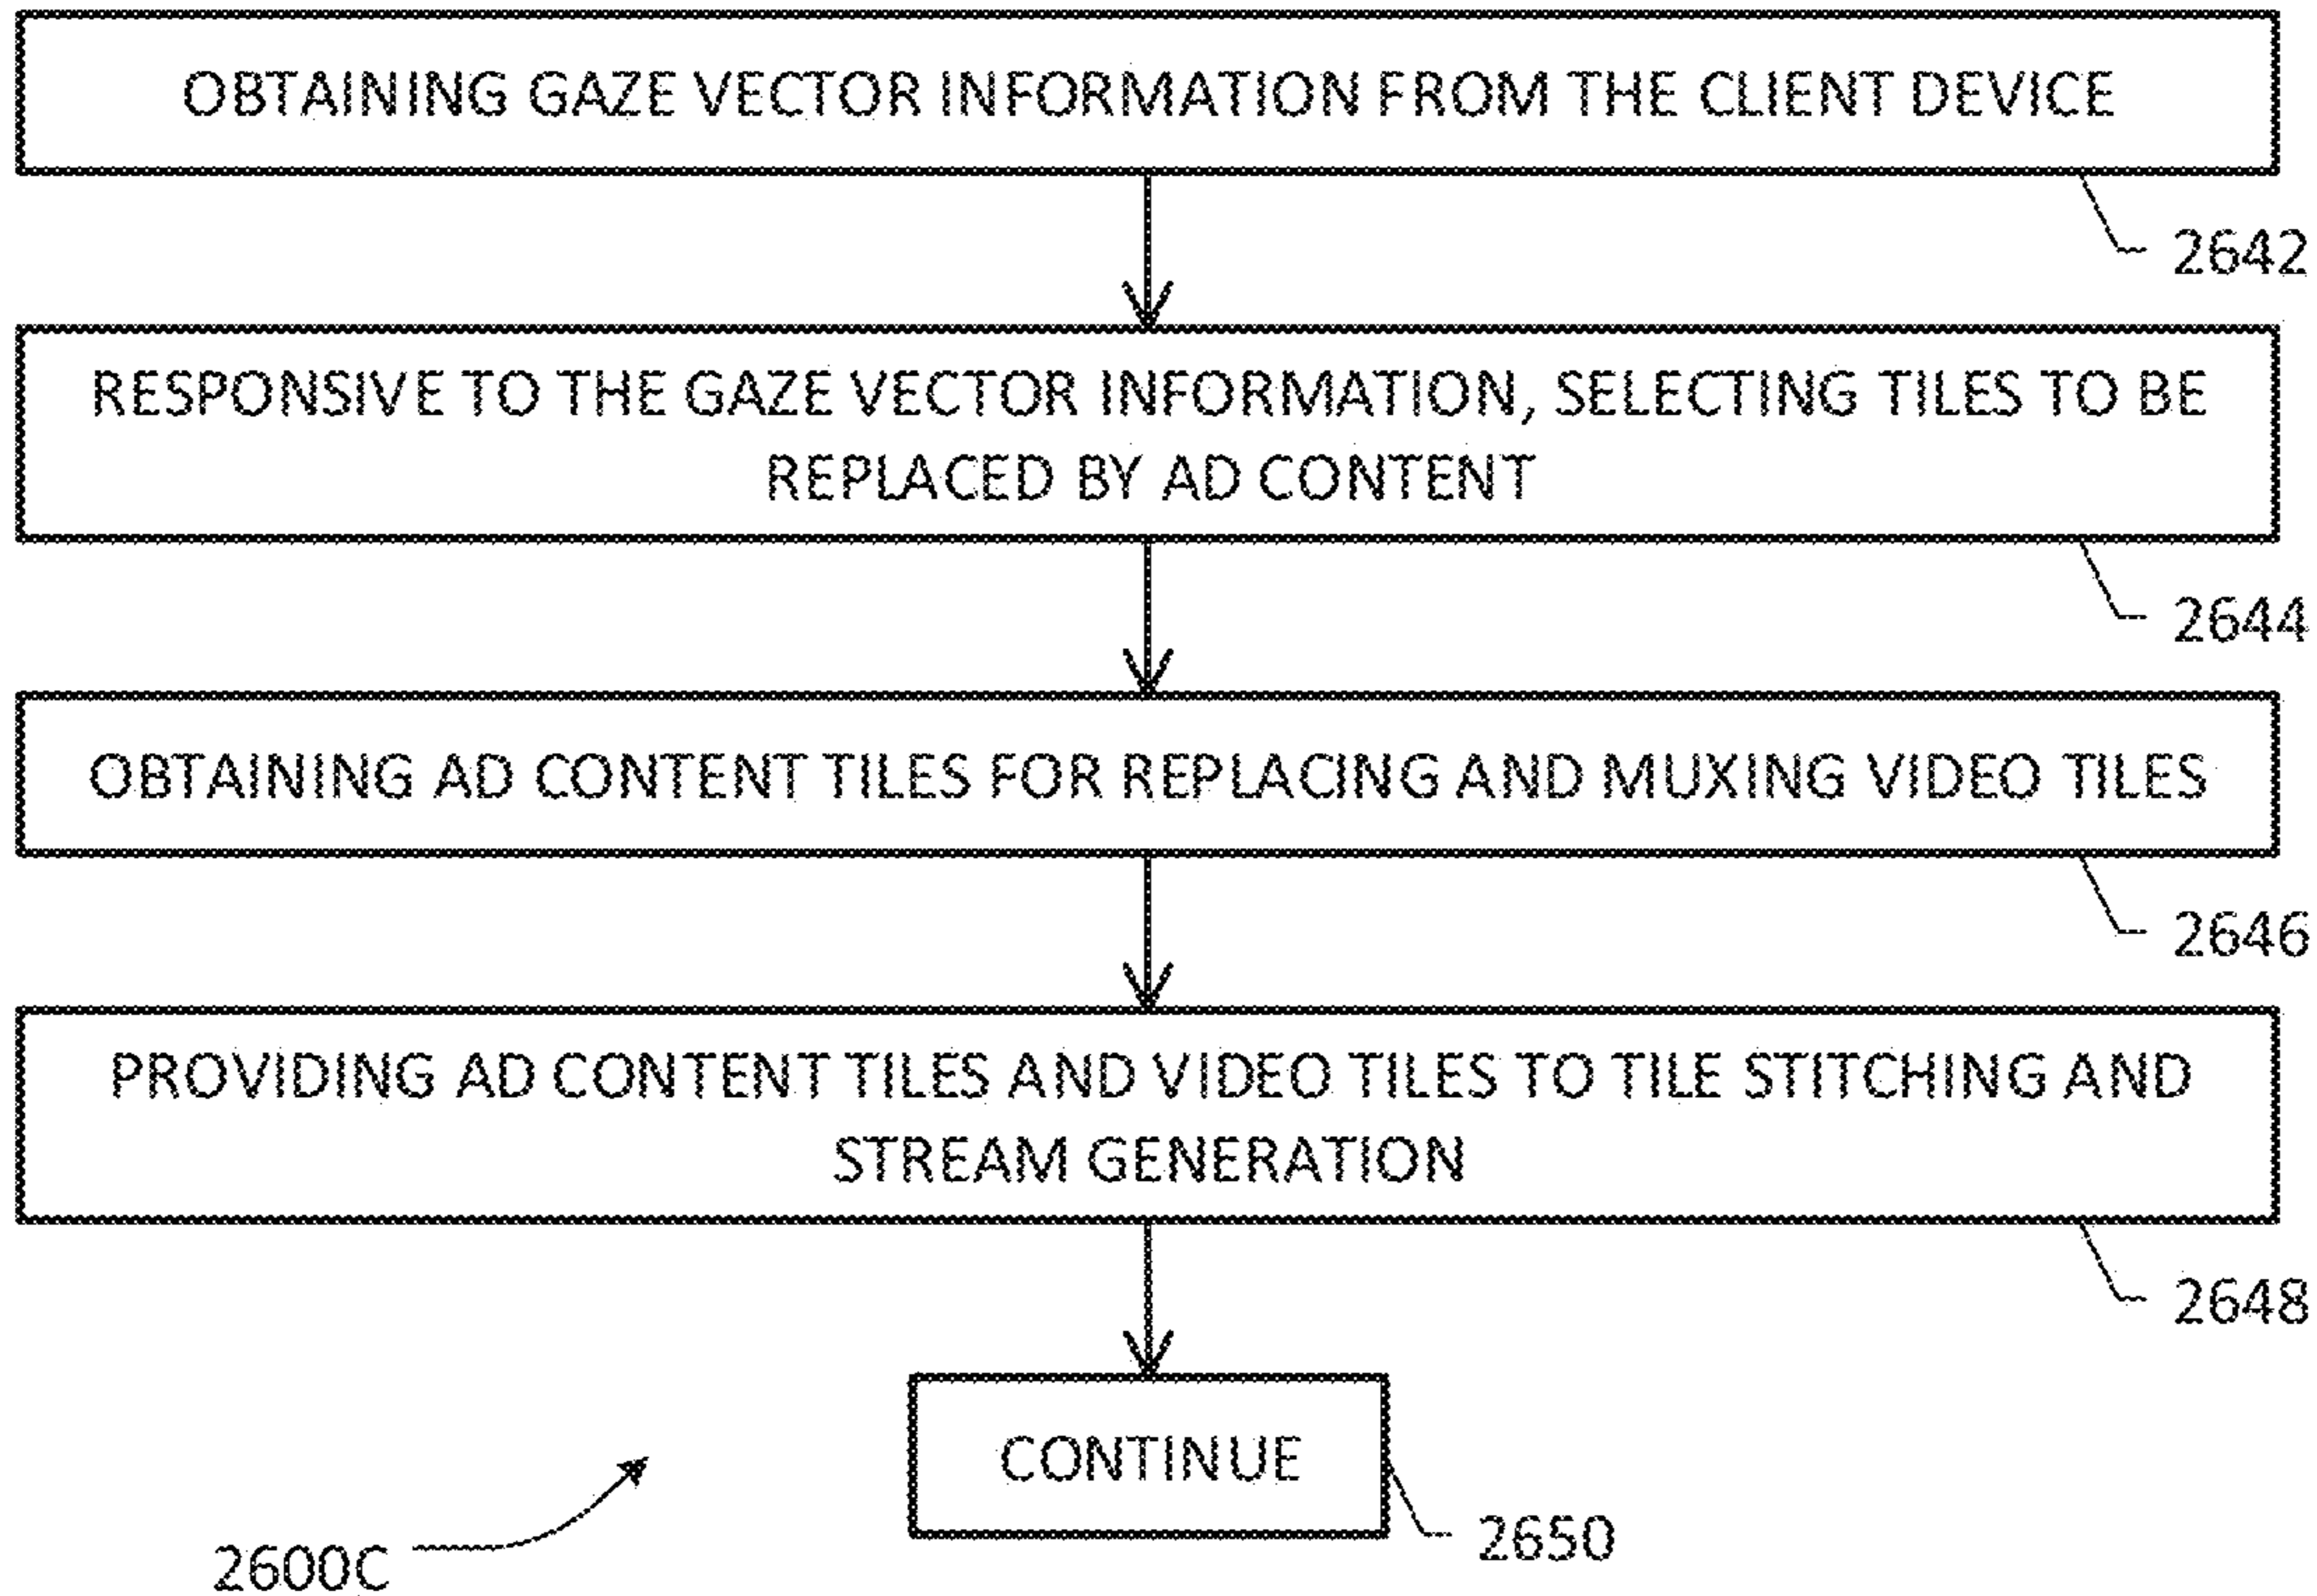 OBTAINING GAZE VECTOR INFORMATION FROM THE CLIENT DEVICE
2642
RESPONSIVE TO THE GAZE VECTOR INFORMATION, SELECTING TILES TO BE
REPLACED BY AD CONTENT
2644
OBTAINING AD CONTENT TILES FOR REPLACING AND MUXING VIDEO TILES
2646
PROVIDING AD CONTENT TILES AND VIDEO TILES TO TILE STITCHING AND
STREAM GENERATION
2648
CONTINUE
2650
2600C